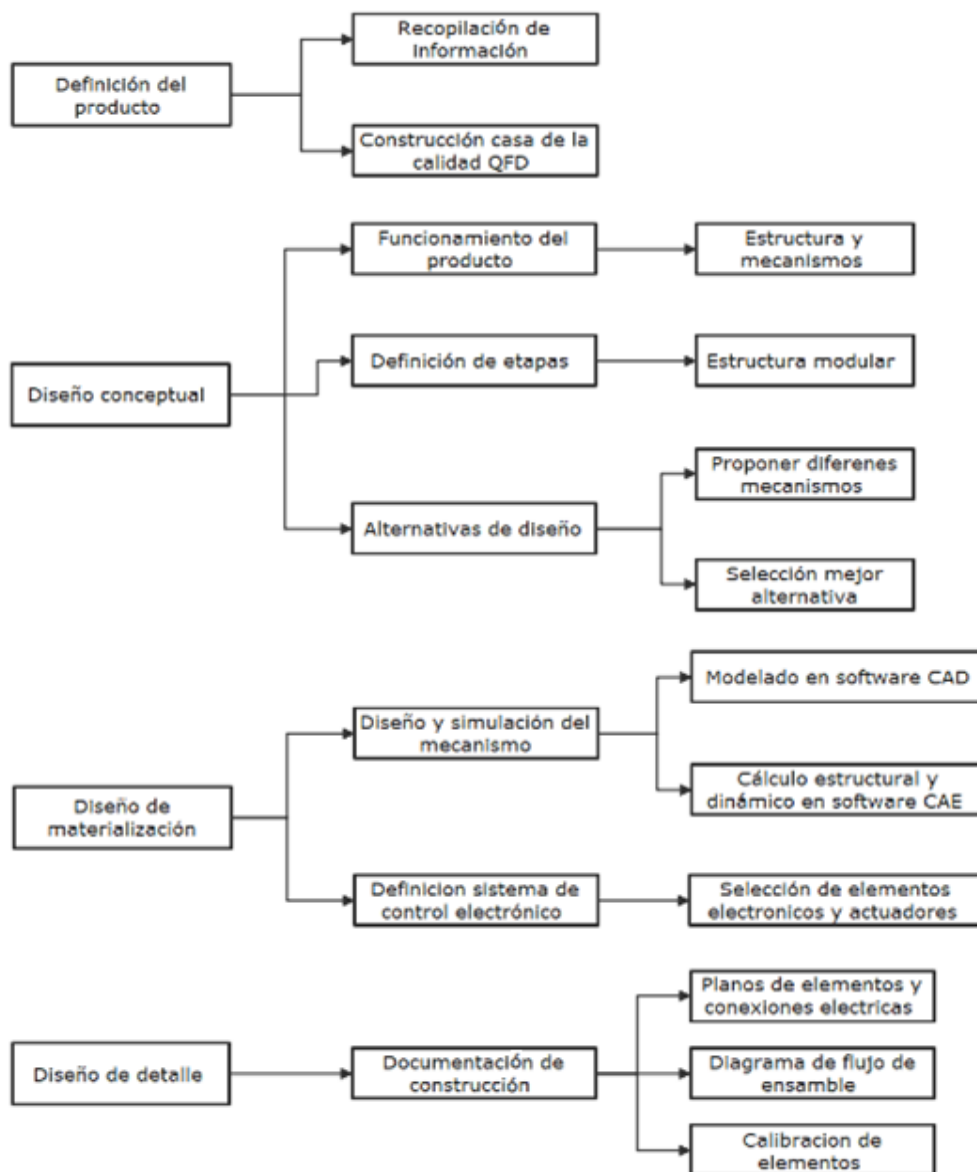 Recopilación de
información
Definición del
producto
Construcción casa de la
calidad QFD
Funcionamiento del
producto
Estructura y
mecanismos
Definición de etapas
Estructura modular
Diseño conceptual
Proponer diferenes
mecanismos
Alternativas de diseño
Selección mejor
alternativa
Modelado en software CAD
Diseño y simulación del
mecanismo
Cálculo estructural y
dinámico en software CAE
Diseño de
materialización
Definicion sistema de
control electrónico
Selección de elementos
electronicos y actuadores
Planos de elementos y
conexiones electricas
Diseño de detalle
Documentación de
construcción
Diagrama de flujo de
ensamble
Calibracion de
elementos